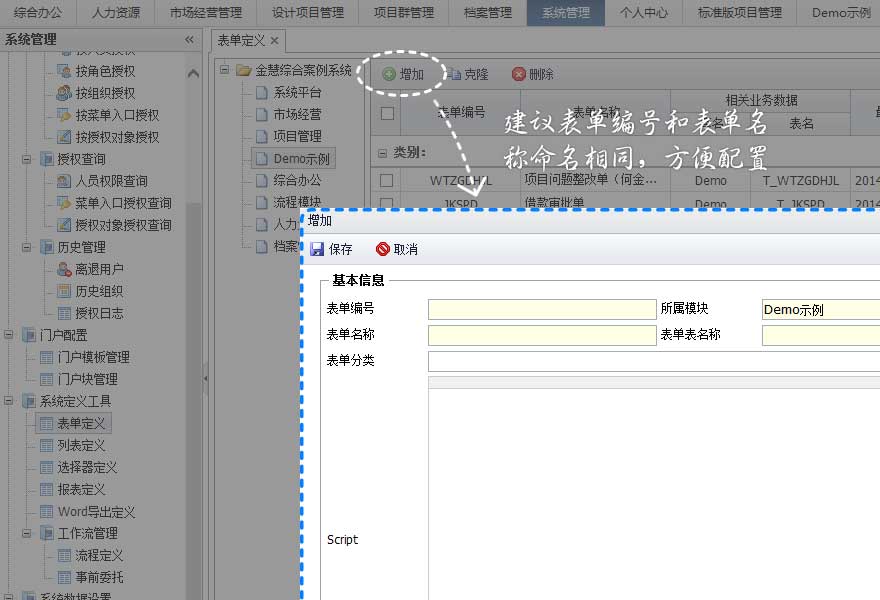 综合办公 人力资源 市场经营管理 设计项目管理 项目群管理 档案管理 系统管理 个人中心 标准版项目管理 Demo示例
系统管理 «
按角色授权
按组织授权
按菜单入口授权
按授权对象授权
授权查询
人员权限查询
菜单入口授权查询
授权对象授权查询
历史管理
离退用户
历史组织
授权日志
门户配置
门户模板管理
门户块管理
系统定义工具
表单定义
列表定义
选择器定义
报表定义
Word导出定义
工作流管理
流程定义
事前委托
系统数据设置
表单定义 ×
金慧综合案例系统
系统平台
市场经营
项目管理
Demo示例
综合办公
流程模块
人力
档案
增加 克隆 删除
表单编号 表单名称 相关业务数据
表名
类别:
WTZGDHJL 项目问题整改单（何金... Demo T_WTZGDHJL 2014
JKSPD 借款审批单 Demo T_JKSPD 2014
建议表单编号和表单名
称命名相同，方便配置
增加
保存 取消
基本信息
表单编号 所属模块 Demo示例
表单名称 表单表名称
表单分类
Script